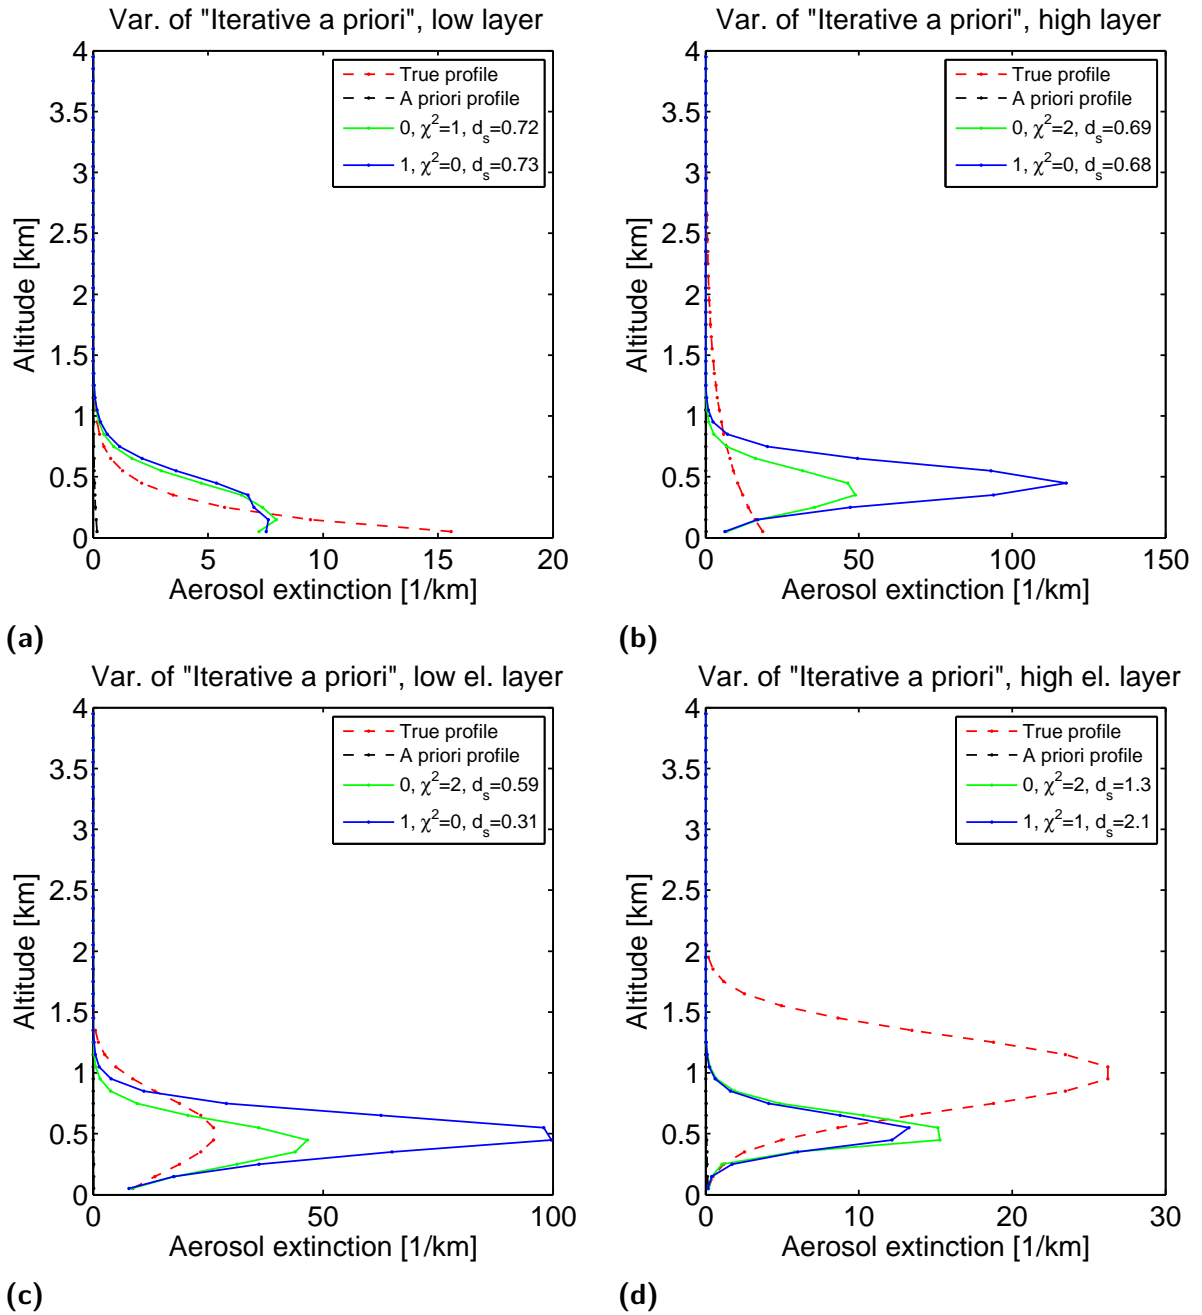 Var. of "Iterative a priori", low layer
4
3.5
3
2.5
2
1.5
1
0.5
0
Altitude [km]
True profile
A priori profile
0, χ²=1, dₛ=0.72
1, χ²=0, dₛ=0.73
0 5 10 15 20
Aerosol extinction [1/km]
(a)
Var. of "Iterative a priori", high layer
4
3.5
3
2.5
2
1.5
1
0.5
0
Altitude [km]
True profile
A priori profile
0, χ²=2, dₛ=0.69
1, χ²=0, dₛ=0.68
0 50 100 150
Aerosol extinction [1/km]
(b)
Var. of "Iterative a priori", low el. layer
4
3.5
3
2.5
2
1.5
1
0.5
0
Altitude [km]
True profile
A priori profile
0, χ²=2, dₛ=0.59
1, χ²=0, dₛ=0.31
0 50 100
Aerosol extinction [1/km]
(c)
Var. of "Iterative a priori", high el. layer
4
3.5
3
2.5
2
1.5
1
0.5
0
Altitude [km]
True profile
A priori profile
0, χ²=2, dₛ=1.3
1, χ²=1, dₛ=2.1
0 10 20 30
Aerosol extinction [1/km]
(d)